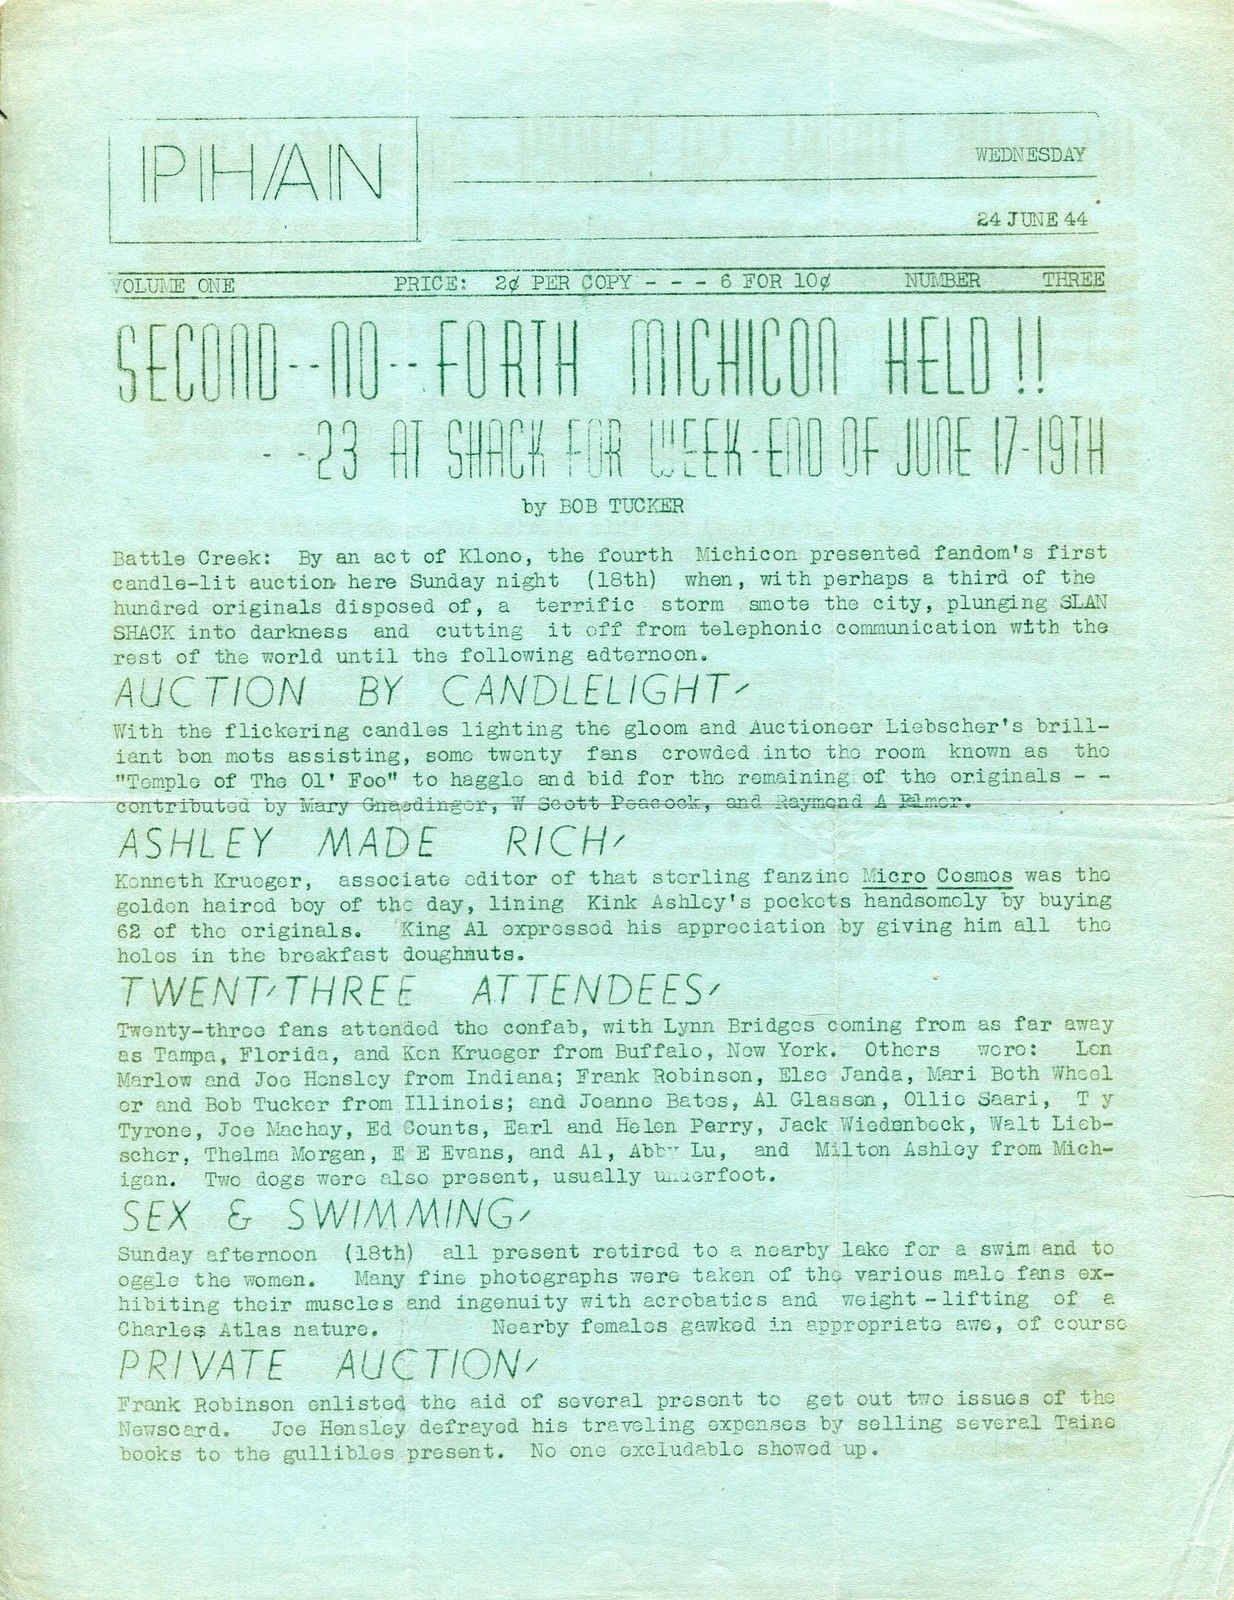 PHAN
WEDNESDAY
24 JUNE 44
VOLUME ONE PRICE: 2¢ PER COPY - - - 6 FOR 10¢ NUMBER THREE
SECOND--NO--FORTH MICHICON HELD!!
--23 AT SHACK FOR WEEK-END OF JUNE 17-19TH
by BOB TUCKER
Battle Creek: By an act of Klono, the fourth Michicon presented fandom's first
candle-lit auction here Sunday night (18th) when, with perhaps a third of the
hundred originals disposed of, a terrific storm smote the city, plunging SLAN
SHACK into darkness and cutting it off from telephonic communication with the
rest of the world until the following adternoon.
AUCTION BY CANDLELIGHT-
With the flickering candles lighting the gloom and Auctioneer Liebscher's brill-
iant bon mots assisting, some twenty fans crowded into the room known as the
"Temple of The Ol' Foo" to haggle and bid for the remaining of the originals - -
contributed by Mary Gnaedinger, W Scott Peacock, and Raymond A Palmer.
ASHLEY MADE RICH-
Kenneth Krueger, associate editor of that sterling fanzine Micro Cosmos was the
golden haired boy of the day, lining Kink Ashley's pockets handsomely by buying
62 of the originals. King Al expressed his appreciation by giving him all the
holes in the breakfast doughnuts.
TWENT-THREE ATTENDEES-
Twenty-three fans attended the confab, with Lynn Bridges coming from as far away
as Tampa, Florida, and Ken Krueger from Buffalo, New York. Others were: Len
Marlow and Joe Hensley from Indiana; Frank Robinson, Else Janda, Mari Beth Wheel
er and Bob Tucker from Illinois; and Joanne Bates, Al Glassen, Ollie Saari, T y
Tyrone, Joe Machay, Ed Counts, Earl and Helen Perry, Jack Wiedenbeck, Walt Lieb-
scher, Thelma Morgan, E E Evans, and Al, Abby Lu, and Milton Ashley from Mich-
igan. Two dogs were also present, usually underfoot.
SEX & SWIMMING-
Sunday afternoon (18th) all present retired to a nearby lake for a swim and to
oggle the women. Many fine photographs were taken of the various male fans ex-
hibiting their muscles and ingenuity with acrobatics and weight-lifting of a
Charles Atlas nature. Nearby females gawked in appropriate awe, of course
PRIVATE AUCTION-
Frank Robinson enlisted the aid of several present to get out two issues of the
Newscard. Joe Hensley defrayed his traveling expenses by selling several Taine
books to the gullibles present. No one excludable showed up.